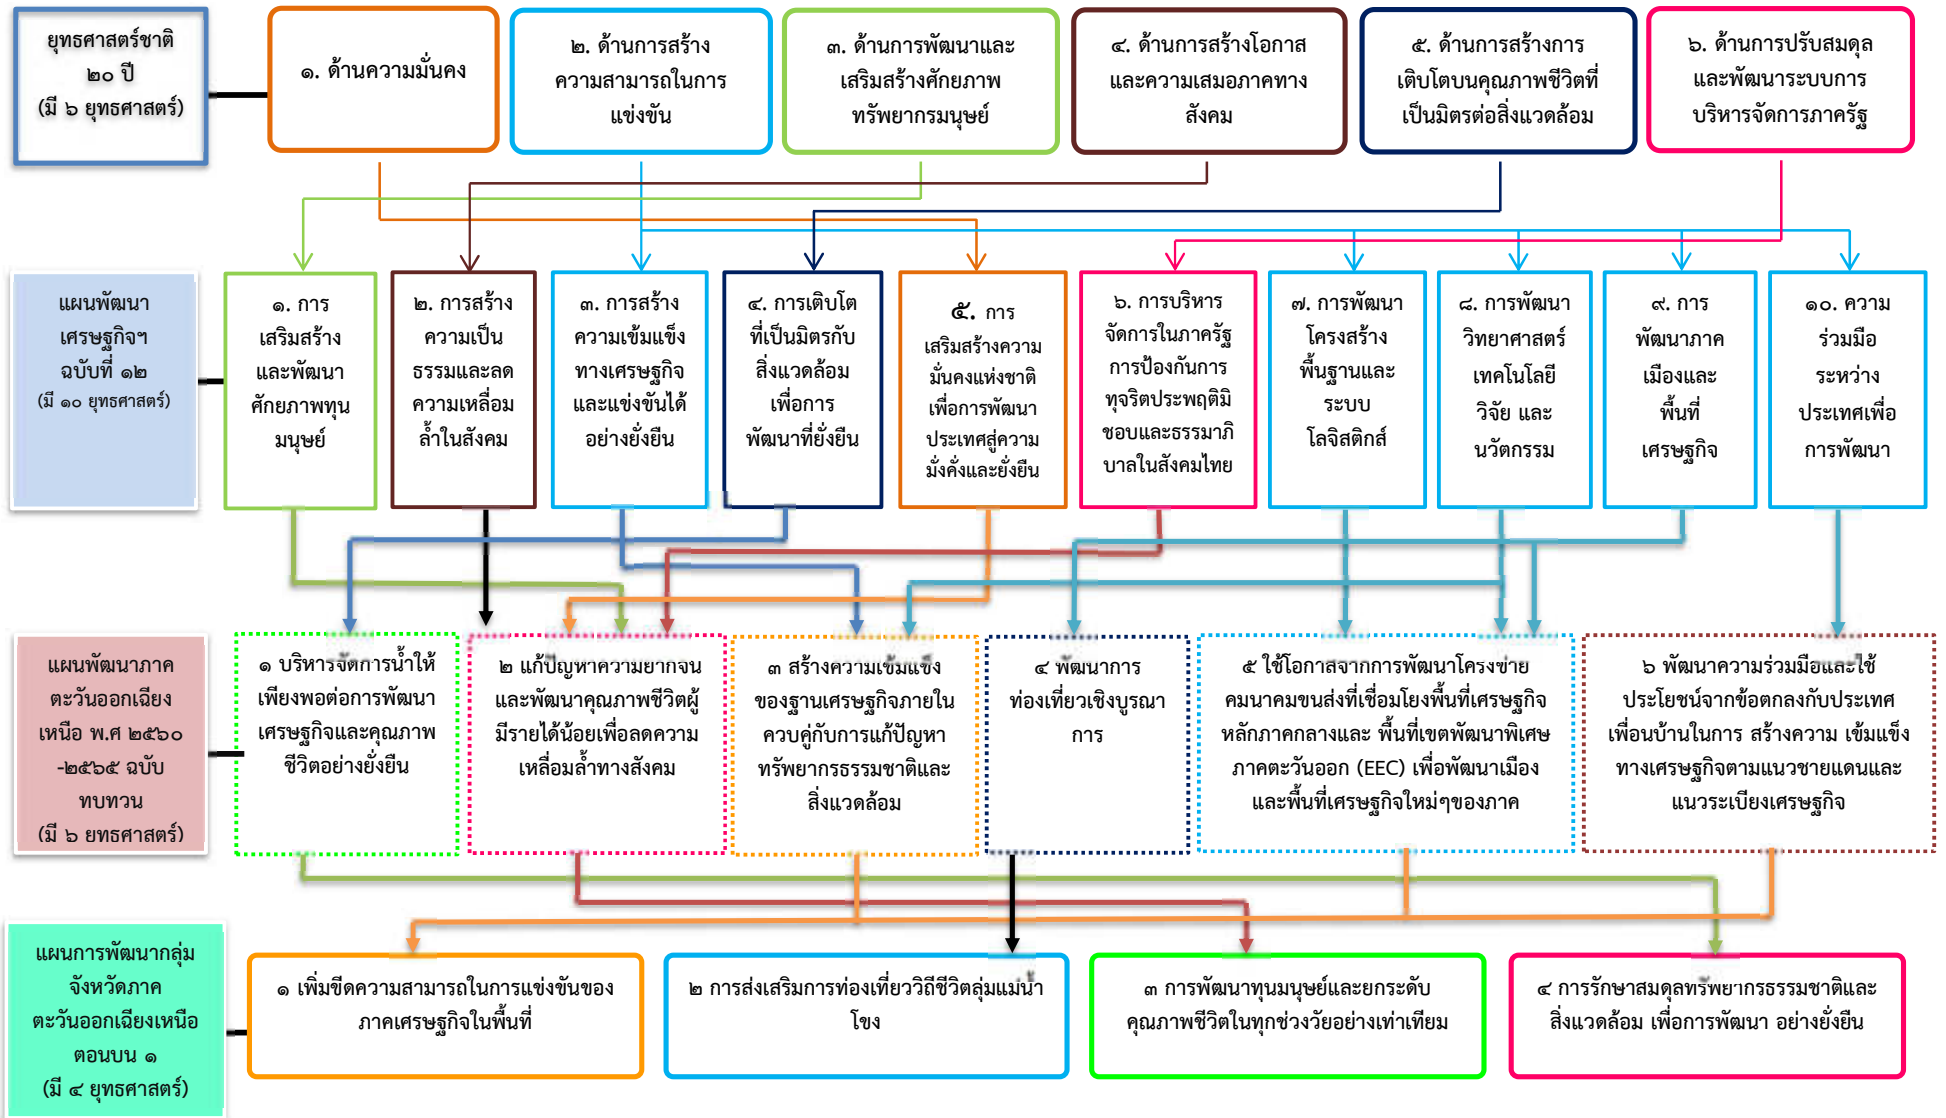 ยุทธศาสตร์ชาติ
๒๐ ปี
(มี ๖ ยุทธศาสตร์)
๑. ด้านความมั่นคง
๒. ด้านการสร้าง
ความสามารถในการ
แข่งขัน
๓. ด้านการพัฒนาและ
เสริมสร้างศักยภาพ
ทรัพยากรมนุษย์
๔. ด้านการสร้างโอกาส
และความเสมอภาคทาง
สังคม
๕. ด้านการสร้างการ
เติบโตบนคุณภาพชีวิตที่
เป็นมิตรต่อสิ่งแวดล้อม
๖. ด้านการปรับสมดุล
และพัฒนาระบบการ
บริหารจัดการภาครัฐ
แผนพัฒนา
เศรษฐกิจฯ
ฉบับที่ ๑๒
(มี ๑๐ ยุทธศาสตร์)
๑. การ
เสริมสร้าง
และพัฒนา
ศักยภาพทุน
มนุษย์
๒. การสร้าง
ความเป็น
ธรรมและลด
ความเหลื่อม
ล้ำในสังคม
๓. การสร้าง
ความเข้มแข็ง
ทางเศรษฐกิจ
และแข่งขันได้
อย่างยั่งยืน
๔. การเติบโต
ที่เป็นมิตรกับ
สิ่งแวดล้อม
เพื่อการ
พัฒนาที่ยั่งยืน
๕. การ
เสริมสร้างความ
มั่นคงแห่งชาติ
เพื่อการพัฒนา
ประเทศสู่ความ
มั่งคั่งและยั่งยืน
๖. การบริหาร
จัดการในภาครัฐ
การป้องกันการ
ทุจริตประพฤติมิ
ชอบและธรรมาภิ
บาลในสังคมไทย
๗. การพัฒนา
โครงสร้าง
พื้นฐานและ
ระบบ
โลจิสติกส์
๘. การพัฒนา
วิทยาศาสตร์
เทคโนโลยี
วิจัย และ
นวัตกรรม
๙. การ
พัฒนาภาค
เมืองและ
พื้นที่
เศรษฐกิจ
๑๐. ความ
ร่วมมือ
ระหว่าง
ประเทศเพื่อ
การพัฒนา
แผนพัฒนาภาค
ตะวันออกเฉียง
เหนือ พ.ศ ๒๕๖๐
-๒๕๖๕ ฉบับ
ทบทวน
(มี ๖ ยทธศาสตร์)
๑ บริหารจัดการน้ำให้
เพียงพอต่อการพัฒนา
เศรษฐกิจและคุณภาพ
ชีวิตอย่างยั่งยืน
๒ แก้ปัญหาความยากจน
และพัฒนาคุณภาพชีวิตผู้
มีรายได้น้อยเพื่อลดความ
เหลื่อมล้ำทางสังคม
๓ สร้างความเข้มแข็ง
ของฐานเศรษฐกิจภายใน
ควบคู่กับการแก้ปัญหา
ทรัพยากรธรรมชาติและ
สิ่งแวดล้อม
๔ พัฒนาการ
ท่องเที่ยวเชิงบูรณา
การ
๕ ใช้โอกาสจากการพัฒนาโครงข่าย
คมนาคมขนส่งที่เชื่อมโยงพื้นที่เศรษฐกิจ
หลักภาคกลางและ พื้นที่เขตพัฒนาพิเศษ
ภาคตะวันออก (EEC) เพื่อพัฒนาเมือง
และพื้นที่เศรษฐกิจใหม่ๆของภาค
๖ พัฒนาความร่วมมือและใช้
ประโยชน์จากข้อตกลงกับประเทศ
เพื่อนบ้านในการ สร้างความ เข้มแข็ง
ทางเศรษฐกิจตามแนวชายแดนและ
แนวระเบียงเศรษฐกิจ
แผนการพัฒนากลุ่ม
จังหวัดภาค
ตะวันออกเฉียงเหนือ
ตอนบน ๑
(มี ๔ ยุทธศาสตร์)
๑ เพิ่มขีดความสามารถในการแข่งขันของ
ภาคเศรษฐกิจในพื้นที่
๒ การส่งเสริมการท่องเที่ยววิถีชีวิตลุ่มแม่น้ำ
โขง
๓ การพัฒนาทุนมนุษย์และยกระดับ
คุณภาพชีวิตในทุกช่วงวัยอย่างเท่าเทียม
๔ การรักษาสมดุลทรัพยากรธรรมชาติและ
สิ่งแวดล้อม เพื่อการพัฒนา อย่างยั่งยืน